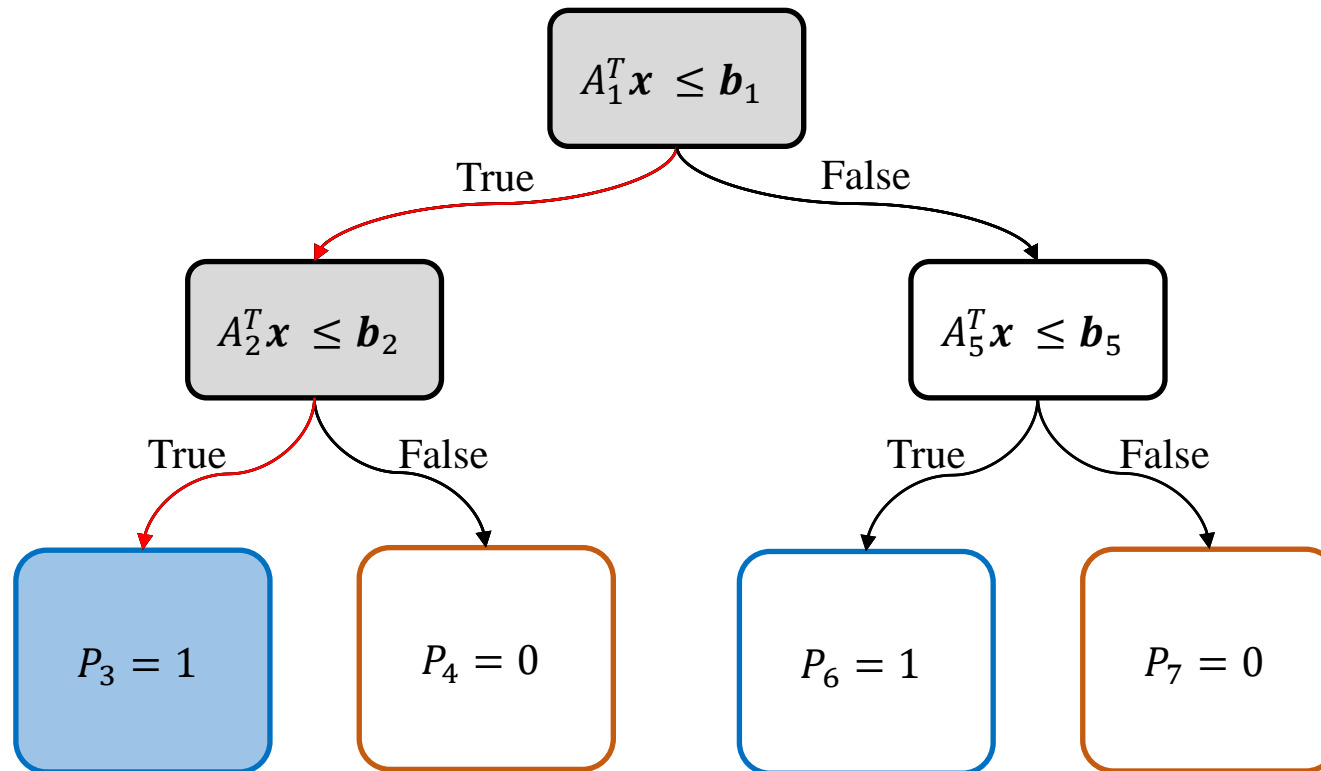 A_1^T x ≤ b_1
True
False
A_2^T x ≤ b_2
A_5^T x ≤ b_5
True
False
True
False
P_3 = 1
P_4 = 0
P_6 = 1
P_7 = 0